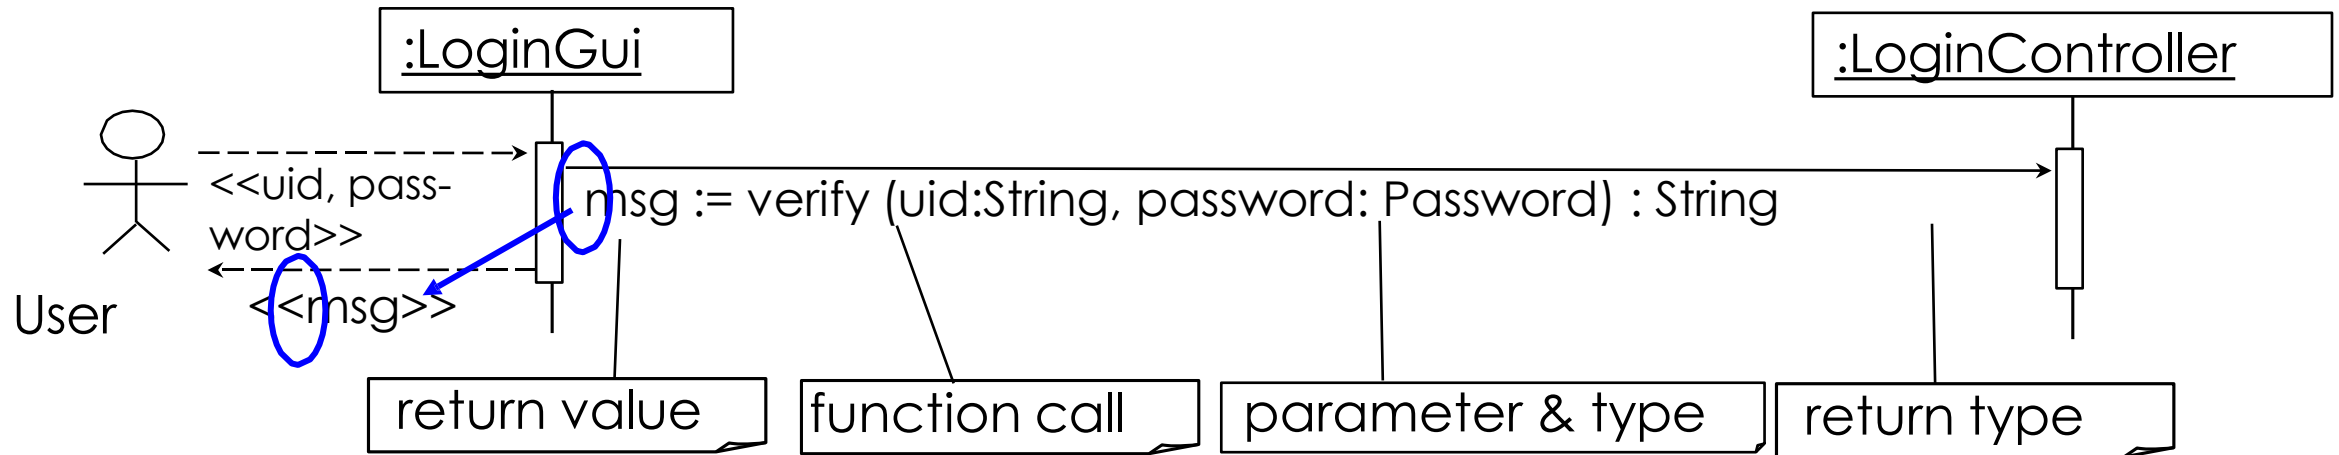 :LoginGui
:LoginController
<<uid, pass-
word>>
msg := verify (uid:String, password: Password) : String
<<msg>>
User
return value
function call
parameter & type
return type